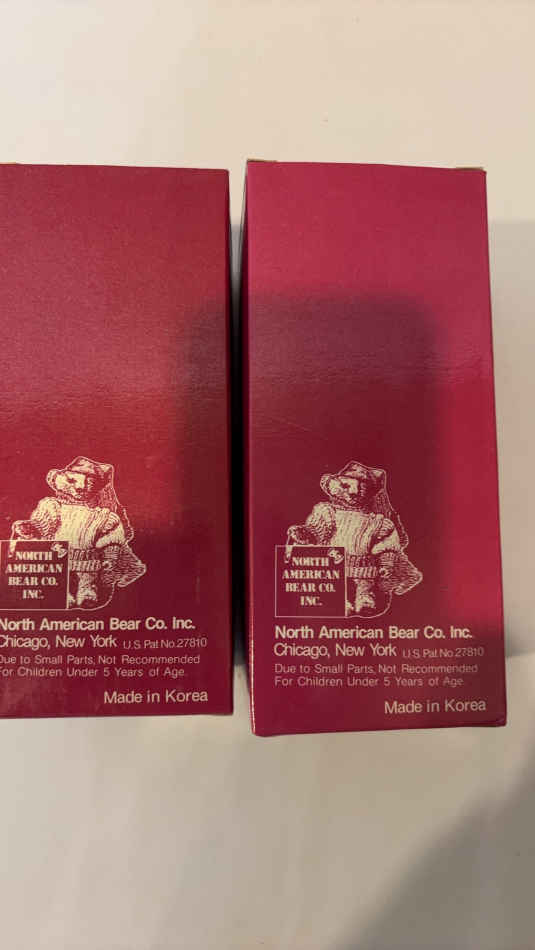 NORTH
AMERICAN
BEAR CO.
INC.
North American Bear Co. Inc.
Chicago, New York U.S. Pat No. 27810
Due to Small Parts, Not Recommended
For Children Under 5 Years of Age.
Made in Korea
NORTH
AMERICAN
BEAR CO.
INC.
North American Bear Co. Inc.
Chicago, New York U.S. Pat No. 27810
Due to Small Parts, Not Recommended
For Children Under 5 Years of Age.
Made in Korea